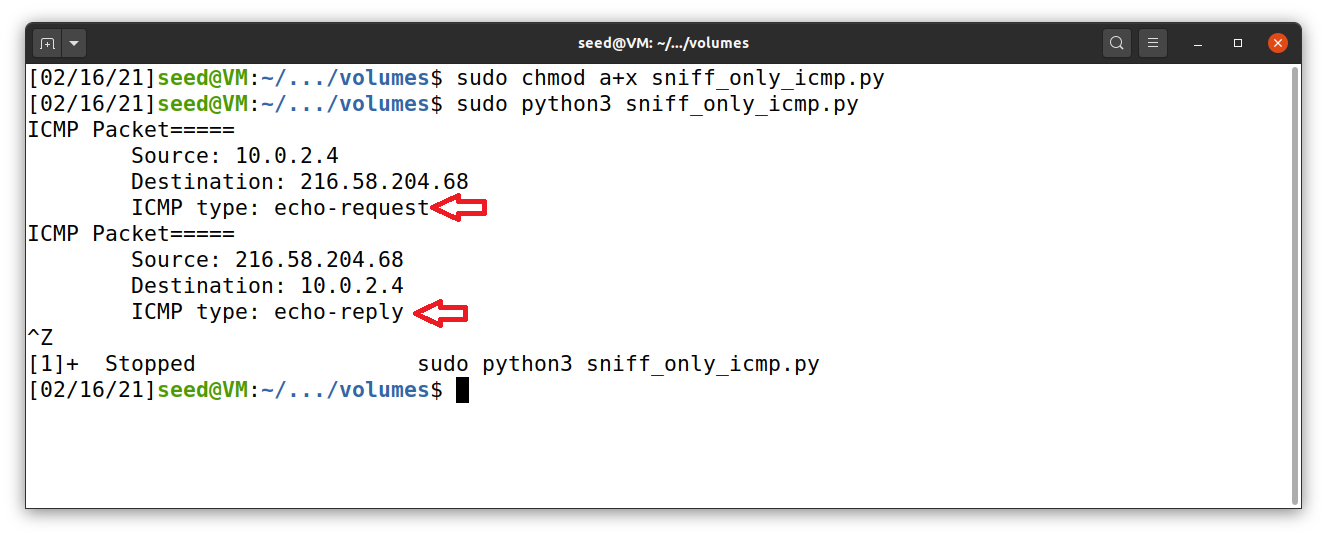 seed@VM: ~/.../volumes
[02/16/21]seed@VM:~/.../volumes$ sudo chmod a+x sniff_only_icmp.py
[02/16/21]seed@VM:~/.../volumes$ sudo python3 sniff_only_icmp.py
ICMP Packet=====
        Source: 10.0.2.4
        Destination: 216.58.204.68
        ICMP type: echo-request
ICMP Packet=====
        Source: 216.58.204.68
        Destination: 10.0.2.4
        ICMP type: echo-reply
^Z
[1]+  Stopped                 sudo python3 sniff_only_icmp.py
[02/16/21]seed@VM:~/.../volumes$